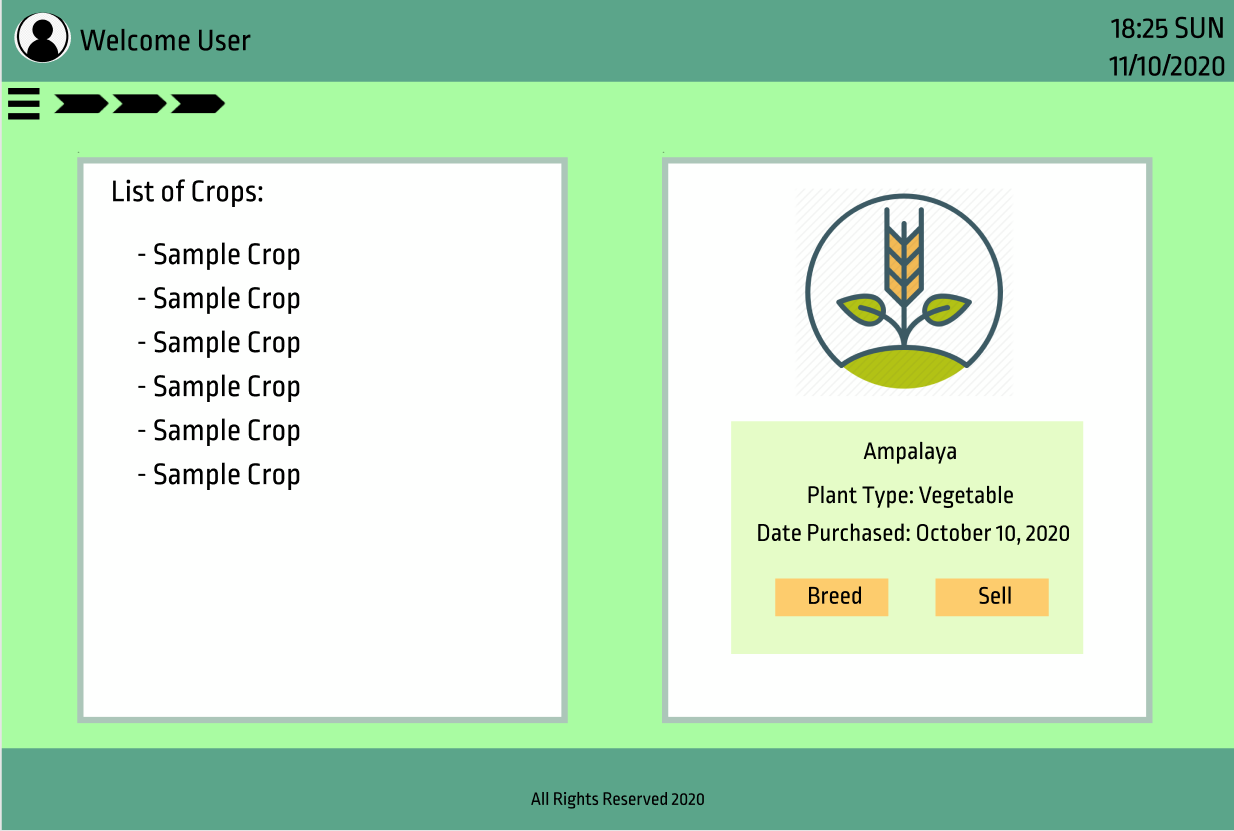 Welcome User
18:25 SUN
11/10/2020
List of Crops:
- Sample Crop
- Sample Crop
- Sample Crop
- Sample Crop
- Sample Crop
- Sample Crop
Ampalaya
Plant Type: Vegetable
Date Purchased: October 10, 2020
Breed
Sell
All Rights Reserved 2020